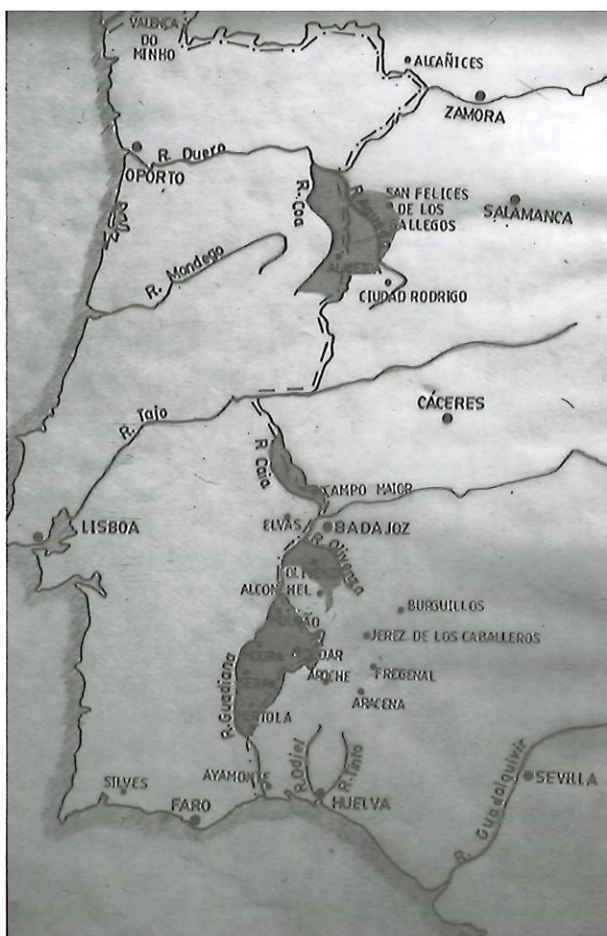 VALENÇA
DO
MINHO
ALCAÑICES
ZAMORA
R. Duero
OPORTO
R. Coa
SAN FELICES
DE LOS
GALLEGOS
SALAMANCA
R. Mondego
CIUDAD RODRIGO
CÁCERES
R. Tajo
R Caia
CAMPO MAIOR
LISBOA
ELVAS
BADAJOZ
R. Olivenza
ALCONCHEL
BURGUILLOS
JEREZ DE LOS CABALLEROS
R. Guadiana
AROCHE
FREGENAL
ARACENA
AYAMONTE
R. Odiel
R. Tinto
SILVES
FARO
HUELVA
R. Guadalquivir
SEVILLA